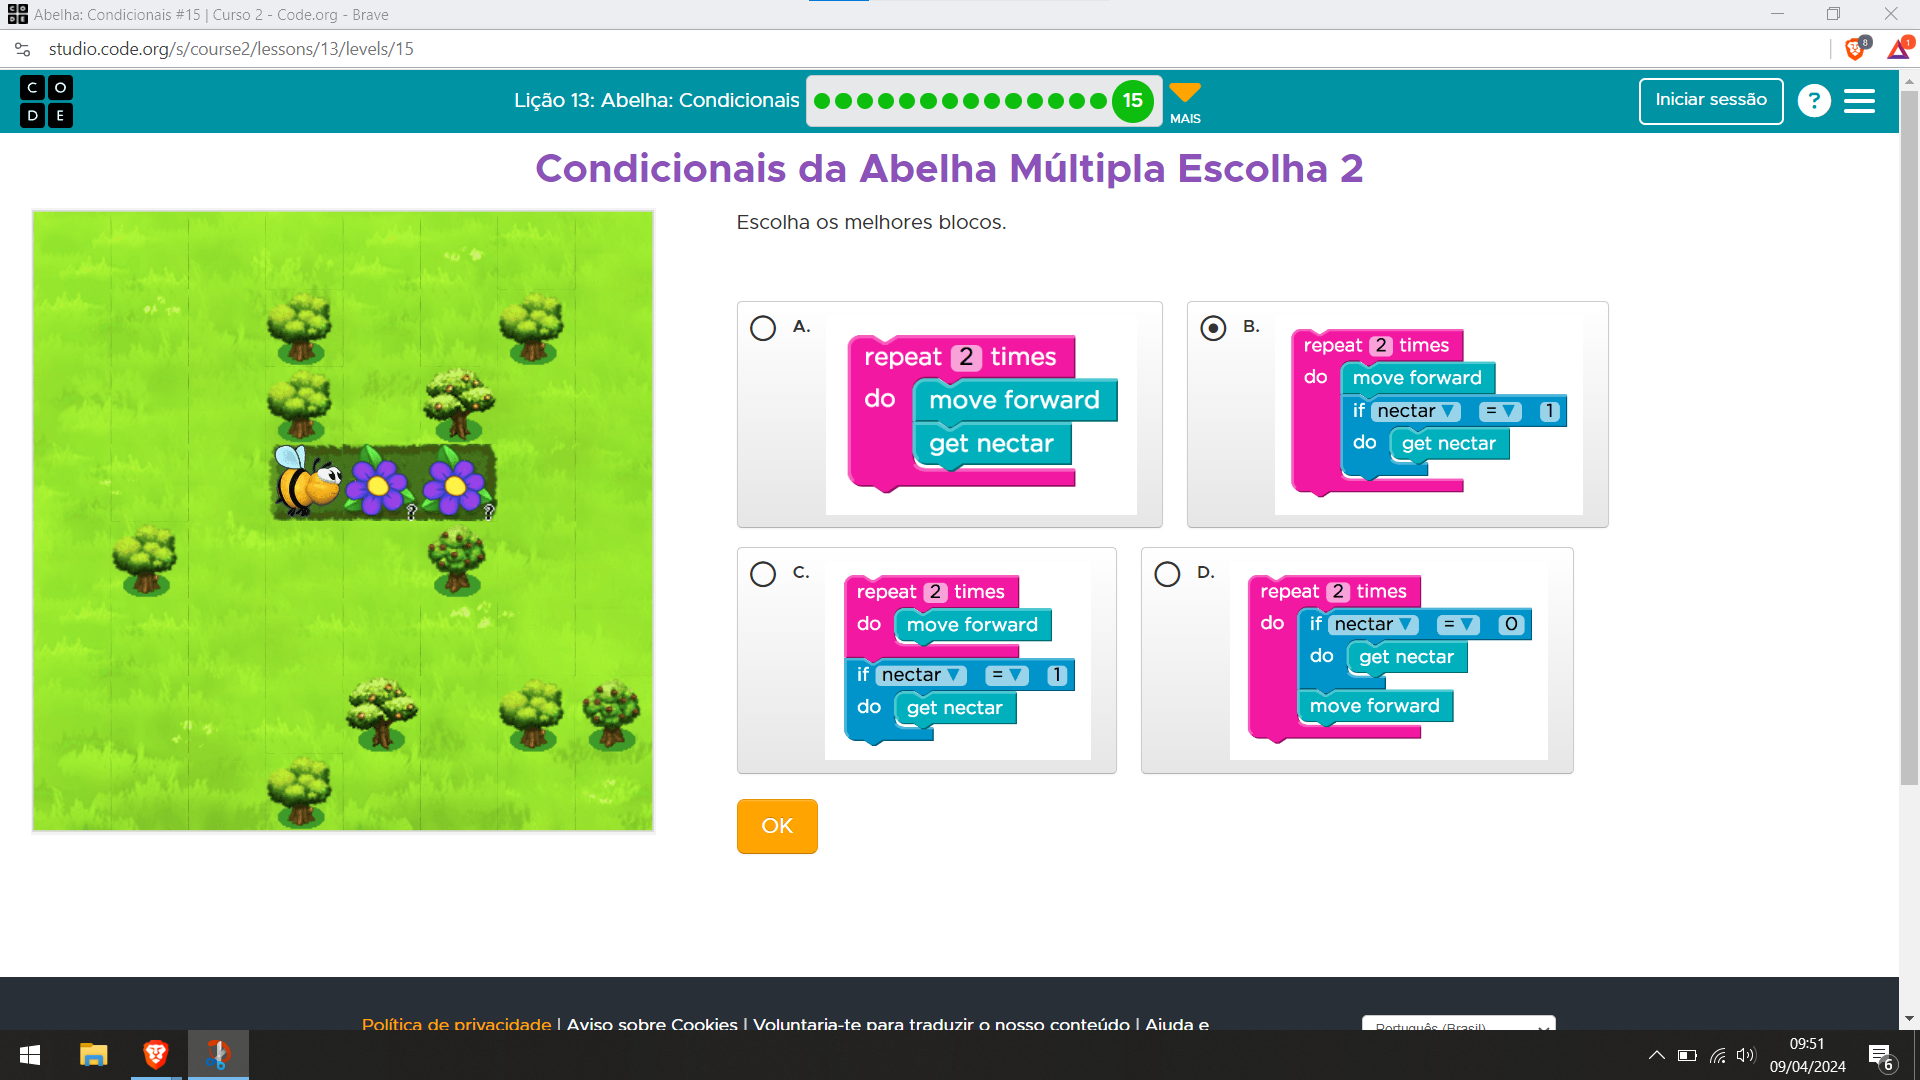 Abelha: Condicionais #15 | Curso 2 - Code.org - Brave
studio.code.org/s/course2/lessons/13/levels/15
8
1
C O
D E
Lição 13: Abelha: Condicionais
15
MAIS
Iniciar sessão
?
Condicionais da Abelha Múltipla Escolha 2
Escolha os melhores blocos.
A.
repeat 2 times
do move forward
get nectar
B.
repeat 2 times
do move forward
if nectar = 1
do get nectar
? ?
C.
repeat 2 times
do move forward
if nectar = 1
do get nectar
D.
repeat 2 times
do if nectar = 0
do get nectar
move forward
OK
Política de privacidade | Aviso sobre Cookies | Voluntaria-te para traduzir o nosso conteúdo | Ajuda e
Português (Brasil)
09:51
09/04/2024
6